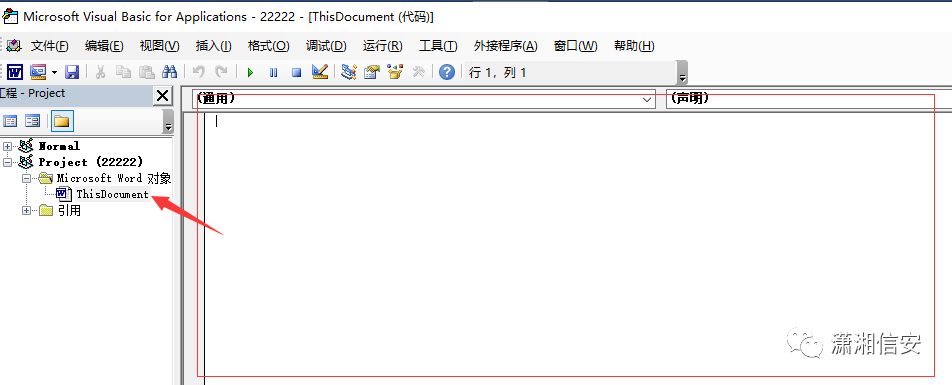 Microsoft Visual Basic for Applications - 22222 - [ThisDocument (代码)]
文件(F) 编辑(E) 视图(V) 插入(I) 格式(O) 调试(D) 运行(R) 工具(T) 外接程序(A) 窗口(W) 帮助(H)
行 1, 列 1
工程 - Project
(通用) (声明)
Normal
Project (22222)
Microsoft Word 对象
ThisDocument
引用
潇湘信安